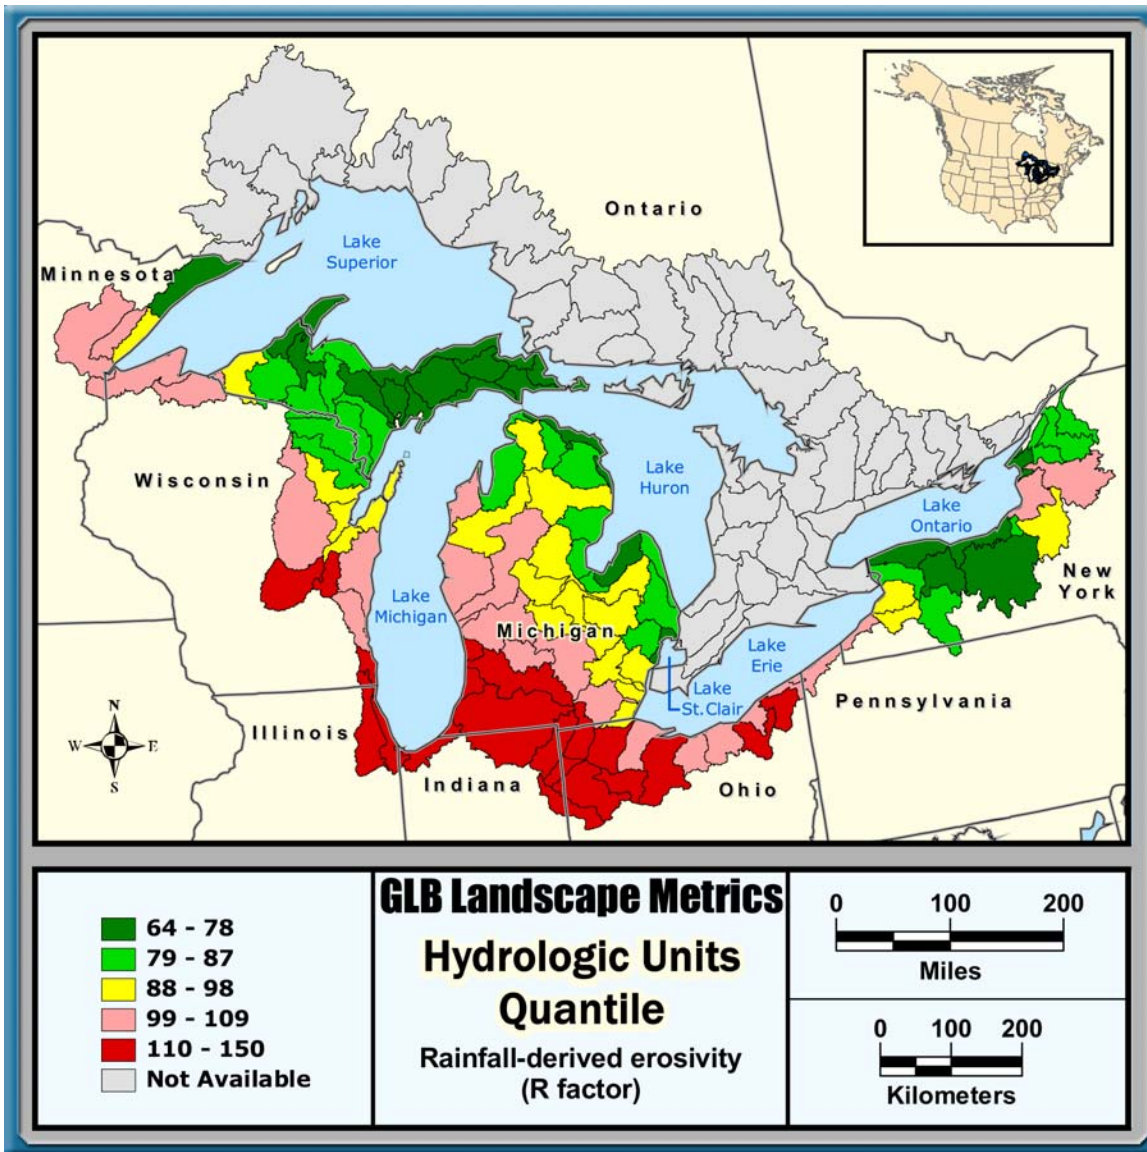 Ontario
Lake
Superior
Minnesota
Wisconsin
Lake
Huron
Lake
Ontario
New
York
Lake
Michigan
Michigan
Lake
Erie
Lake
St. Clair
Pennsylvania
Illinois
Indiana
Ohio
N
W E
S
64 - 78
79 - 87
88 - 98
99 - 109
110 - 150
Not Available
GLB Landscape Metrics
Hydrologic Units
Quantile
Rainfall-derived erosivity
(R factor)
0 100 200
Miles
0 100 200
Kilometers